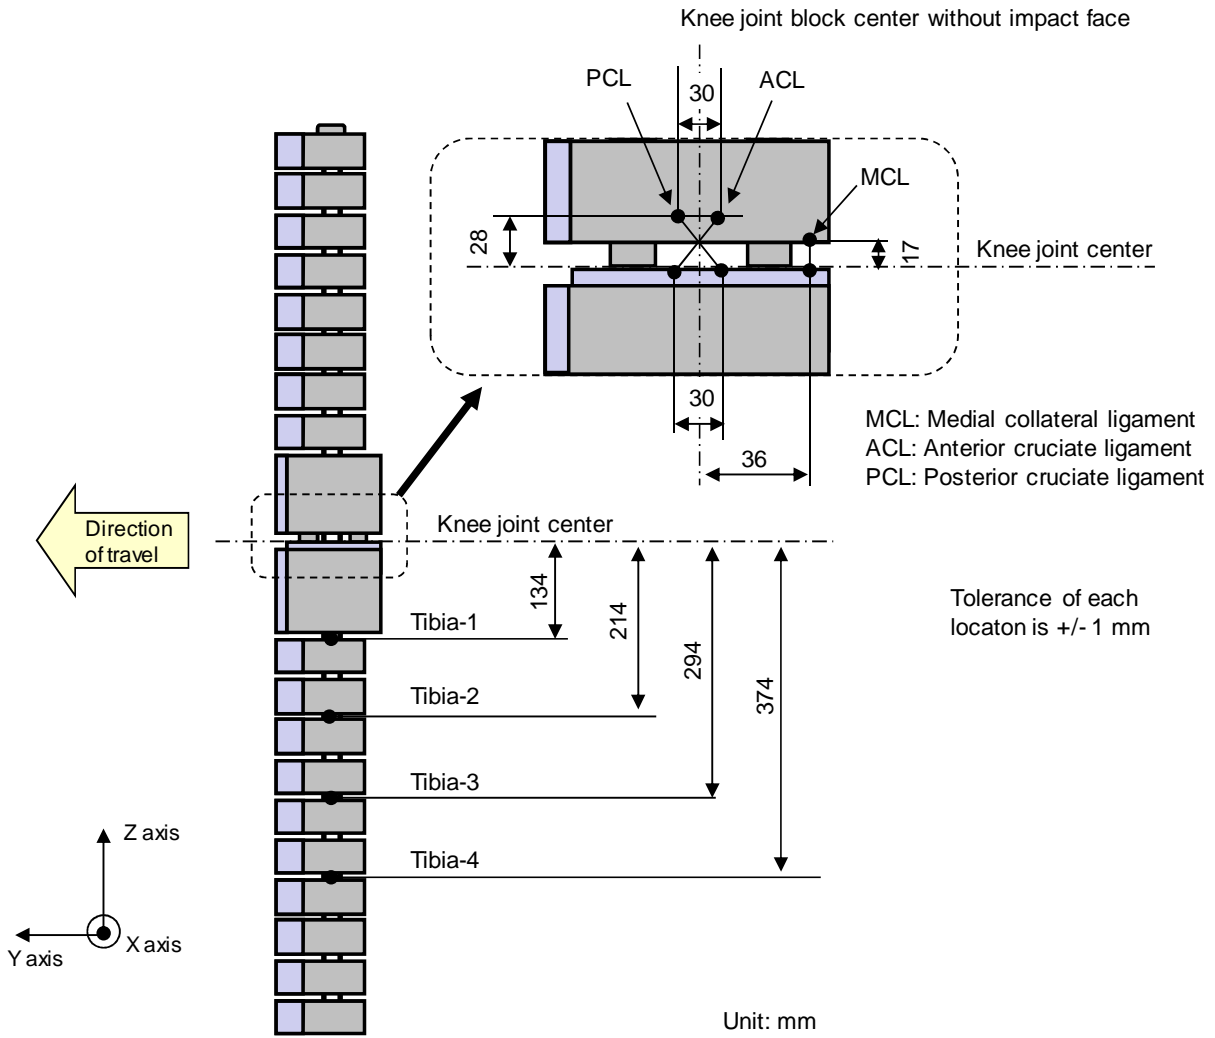 Knee joint block center without impact face
PCL
ACL
30
MCL
28
17
Knee joint center
30
36
MCL: Medial collateral ligament
ACL: Anterior cruciate ligament
PCL: Posterior cruciate ligament
Direction
of travel
Knee joint center
134
214
294
374
Tibia-1
Tibia-2
Tibia-3
Tibia-4
Tolerance of each
locaton is +/- 1 mm
Z axis
X axis
Y axis
Unit: mm